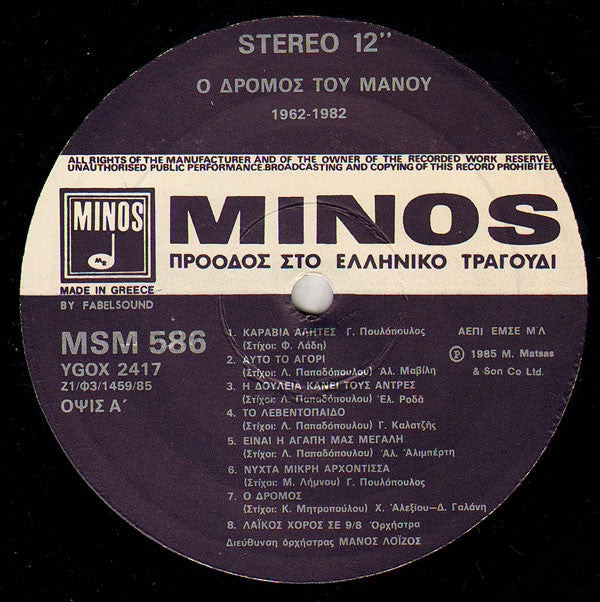 STEREO 12"
Ο ΔΡΟΜΟΣ ΤΟΥ ΜΑΝΟΥ
1962-1982
ALL RIGHTS OF THE MANUFACTURER AND OF THE OWNER OF THE RECORDED WORK RESERVED
UNAUTHORISED PUBLIC PERFORMANCE.BROADCASTING AND COPYING OF THIS RECORD PROHIBITED
MINOS
MINOS
ΠΡΟΟΔΟΣ ΣΤΟ ΕΛΛΗΝΙΚΟ ΤΡΑΓΟΥΔΙ
MADE IN GREECE
BY FABELSOUND
MSM 586
YGOX 2417
Ζ1/Φ3/1459/85
ΟΨΙΣ Α΄
1. ΚΑΡΑΒΙΑ ΑΛΗΤΕΣ Γ. Πουλόπουλος
(Στίχοι: Φ. Λάδη)
2. ΑΥΤΟ ΤΟ ΑΓΟΡΙ
(Στίχοι: Λ. Παπαδόπουλου) Αλ. Μαβίλη
3. Η ΔΟΥΛΕΙΑ ΚΑΝΕΙ ΤΟΥΣ ΑΝΤΡΕΣ
(Στίχοι: Λ. Παπαδόπουλου) Ελ. Ροδά
4. ΤΟ ΛΕΒΕΝΤΟΠΑΙΔΟ
(Στίχοι: Λ. Παπαδόπουλου) Γ. Καλατζῆς
5. ΕΙΝΑΙ Η ΑΓΑΠΗ ΜΑΣ ΜΕΓΑΛΗ
(Στίχοι: Λ. Παπαδόπουλου) Αλ. Αλιμπέρτη
6. ΝΥΧΤΑ ΜΙΚΡΗ ΑΡΧΟΝΤΙΣΣΑ
(Στίχοι: Μ. Λήμνου) Γ. Πουλόπουλος
7. Ο ΔΡΟΜΟΣ
(Στίχοι: Κ. Μητροπούλου) Χ. Αλεξίου-Δ. Γαλάνη
8. ΛΑΪΚΟΣ ΧΟΡΟΣ ΣΕ 9/8 Ὀρχήστρα
Διεύθυνση ὀρχήστρας ΜΑΝΟΣ ΛΟΪΖΟΣ
ΑΕΠΙ ΕΜΣΕ Μ'Λ
Ⓟ 1985 M. Matsas
& Son Co Ltd.